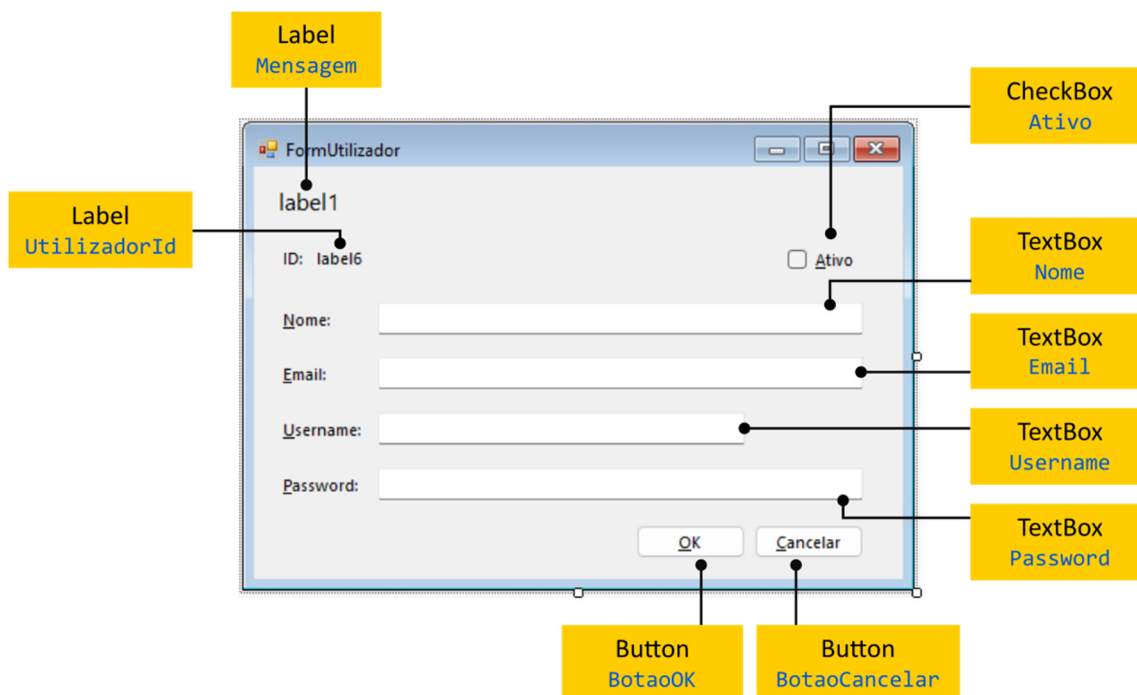 Label
Mensagem
CheckBox
Ativo
FormUtilizador
label1
Label
UtilizadorId
ID: label6
Ativo
TextBox
Nome
Nome:
TextBox
Email
Email:
TextBox
Username
Username:
Password:
TextBox
Password
OK
Cancelar
Button
BotaoOK
Button
BotaoCancelar